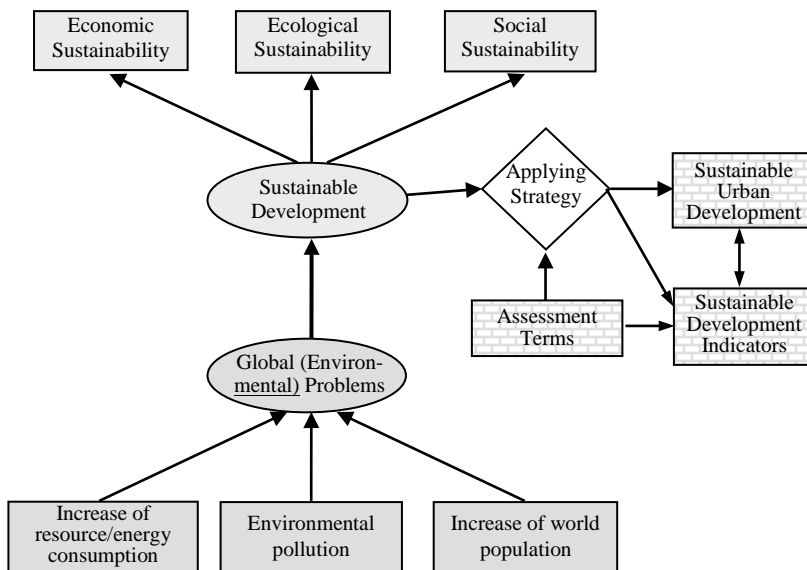 Economic
Sustainability
Ecological
Sustainability
Social
Sustainability
Sustainable
Development
Applying
Strategy
Sustainable
Urban
Development
Assessment
Terms
Sustainable
Development
Indicators
Global (Environ-
mental) Problems
Increase of
resource/energy
consumption
Environmental
pollution
Increase of world
population